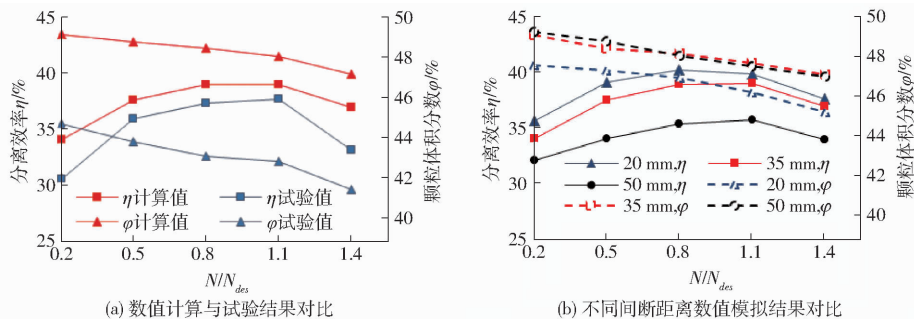 45
40
35
30
25
分离效率η/%
50
48
46
44
42
40
颗粒体积分数φ/%
η计算值
η试验值
φ计算值
φ试验值
0.2 0.5 0.8 1.1 1.4
N/N_des
(a) 数值计算与试验结果对比
45
40
35
30
25
分离效率η/%
50
48
46
44
42
40
颗粒体积分数φ/%
20 mm,η
35 mm,η
50 mm,η
20 mm,φ
35 mm,φ
50 mm,φ
0.2 0.5 0.8 1.1 1.4
N/N_des
(b) 不同间断距离数值模拟结果对比